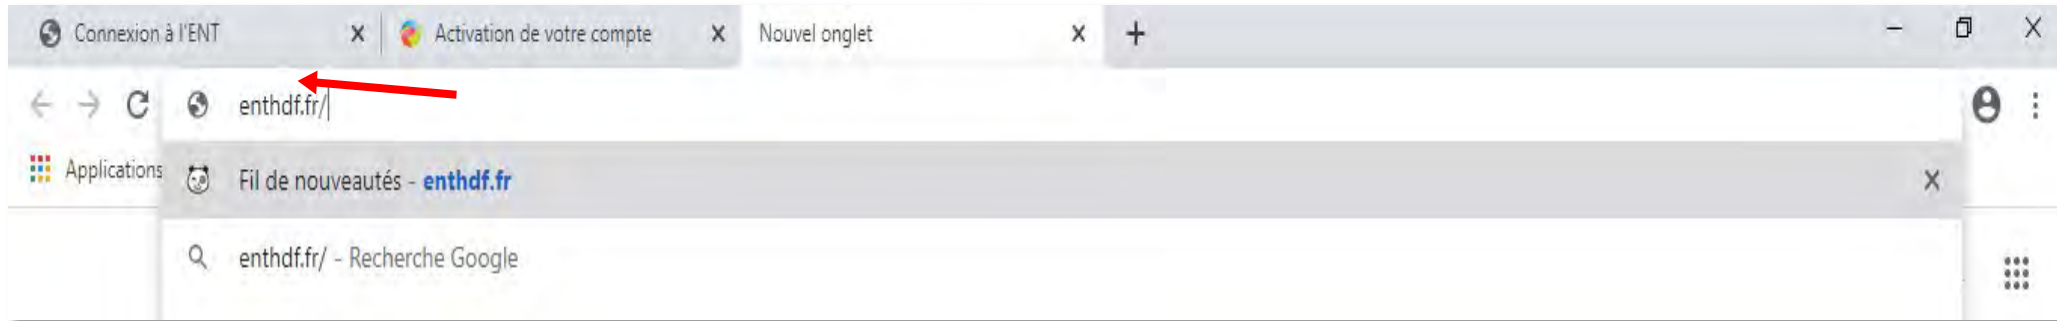 Connexion à l'ENT
Activation de votre compte
Nouvel onglet
enthdf.fr/
Applications
Fil de nouveautés - enthdf.fr
enthdf.fr/ - Recherche Google